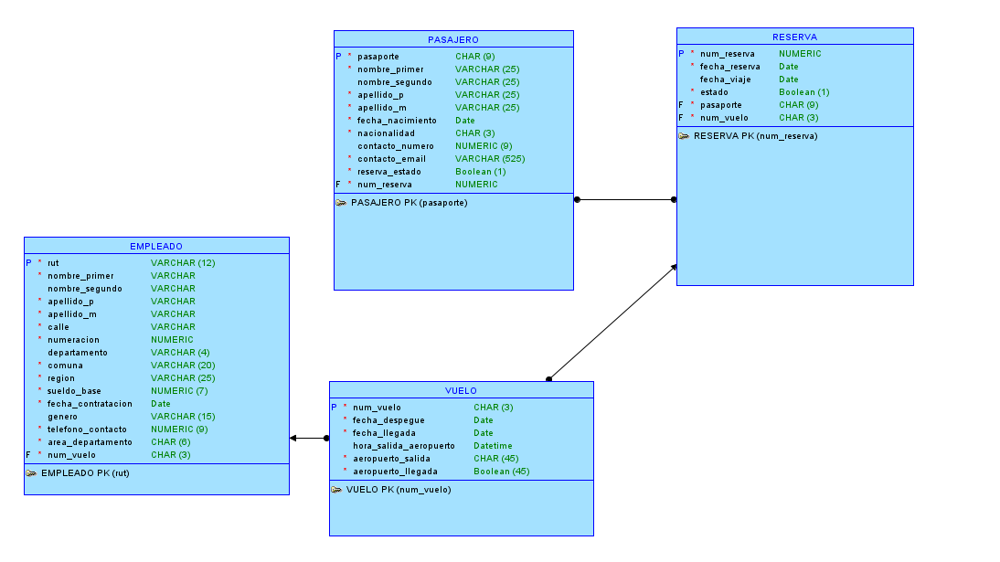 PASAJERO
P * pasaporte CHAR (9)
* nombre_primer VARCHAR (25)
nombre_segundo VARCHAR (25)
* apellido_p VARCHAR (25)
* apellido_m VARCHAR (25)
* fecha_nacimiento Date
* nacionalidad CHAR (3)
contacto_numero NUMERIC (9)
* contacto_email VARCHAR (525)
* reserva_estado Boolean (1)
F * num_reserva NUMERIC
PASAJERO PK (pasaporte)
RESERVA
P * num_reserva NUMERIC
* fecha_reserva Date
fecha_viaje Date
* estado Boolean (1)
F * pasaporte CHAR (9)
F * num_vuelo CHAR (3)
RESERVA PK (num_reserva)
EMPLEADO
P * rut VARCHAR (12)
* nombre_primer VARCHAR
nombre_segundo VARCHAR
* apellido_p VARCHAR
* apellido_m VARCHAR
* calle VARCHAR
* numeracion NUMERIC
departamento VARCHAR (4)
* comuna VARCHAR (20)
* region VARCHAR (25)
* sueldo_base NUMERIC (7)
* fecha_contratacion Date
genero VARCHAR (15)
* telefono_contacto NUMERIC (9)
* area_departamento CHAR (6)
F * num_vuelo CHAR (3)
EMPLEADO PK (rut)
VUELO
P * num_vuelo CHAR (3)
* fecha_despegue Date
* fecha_llegada Date
hora_salida_aeropuerto Datetime
* aeropuerto_salida CHAR (45)
* aeropuerto_llegada Boolean (45)
VUELO PK (num_vuelo)